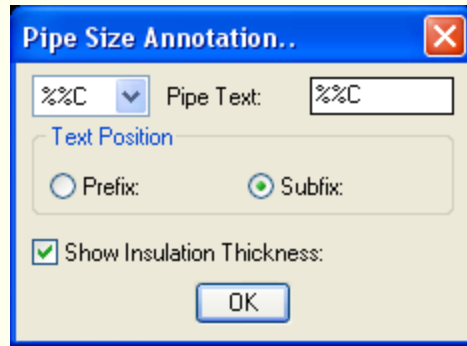 Pipe Size Annotation..
%%C Pipe Text: %%C
Text Position
Prefix: Subfix:
Show Insulation Thickness:
OK